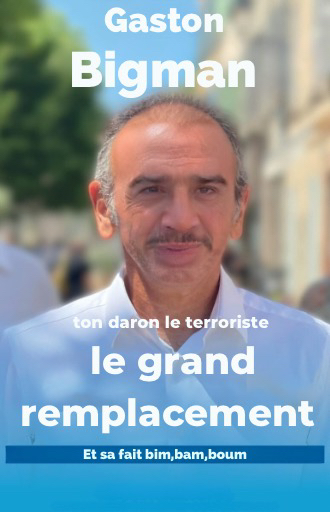 Gaston
Bigman
ton daron le terroriste
le grand
remplacement
Et sa fait bim,bam,boum